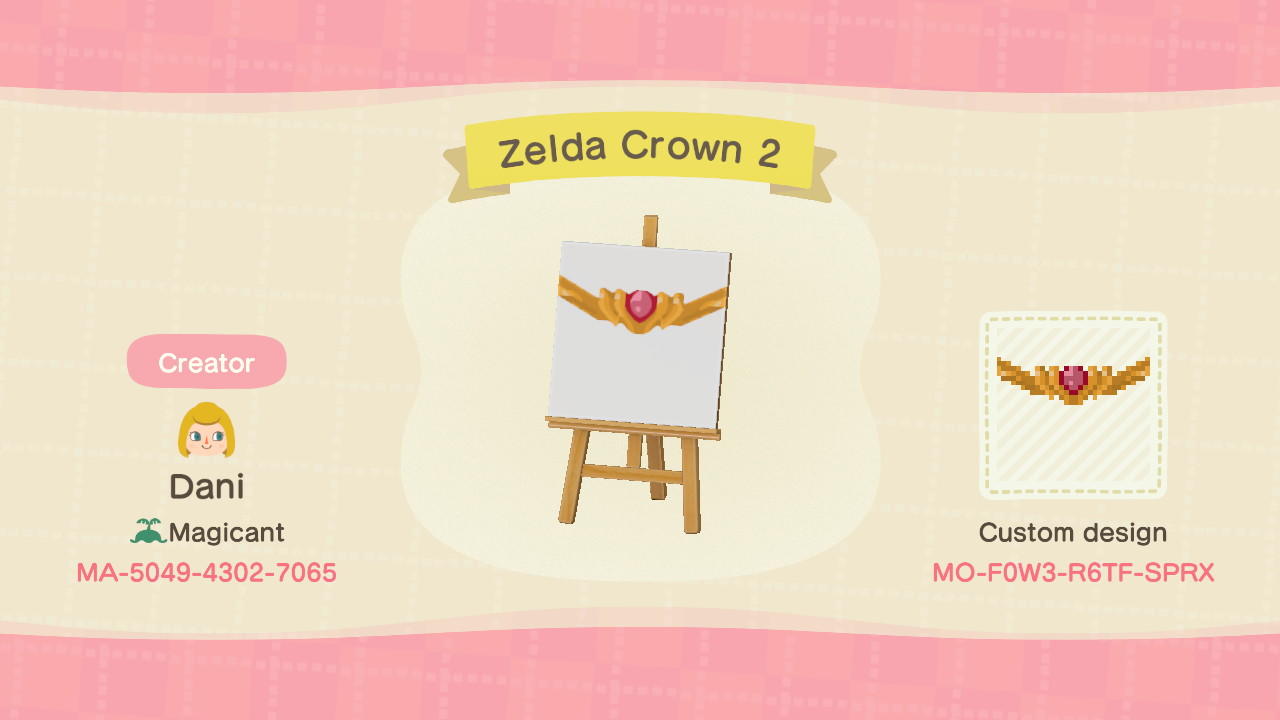 Zelda Crown 2
Creator
Dani
Magicant
MA-5049-4302-7065
Custom design
MO-F0W3-R6TF-SPRX